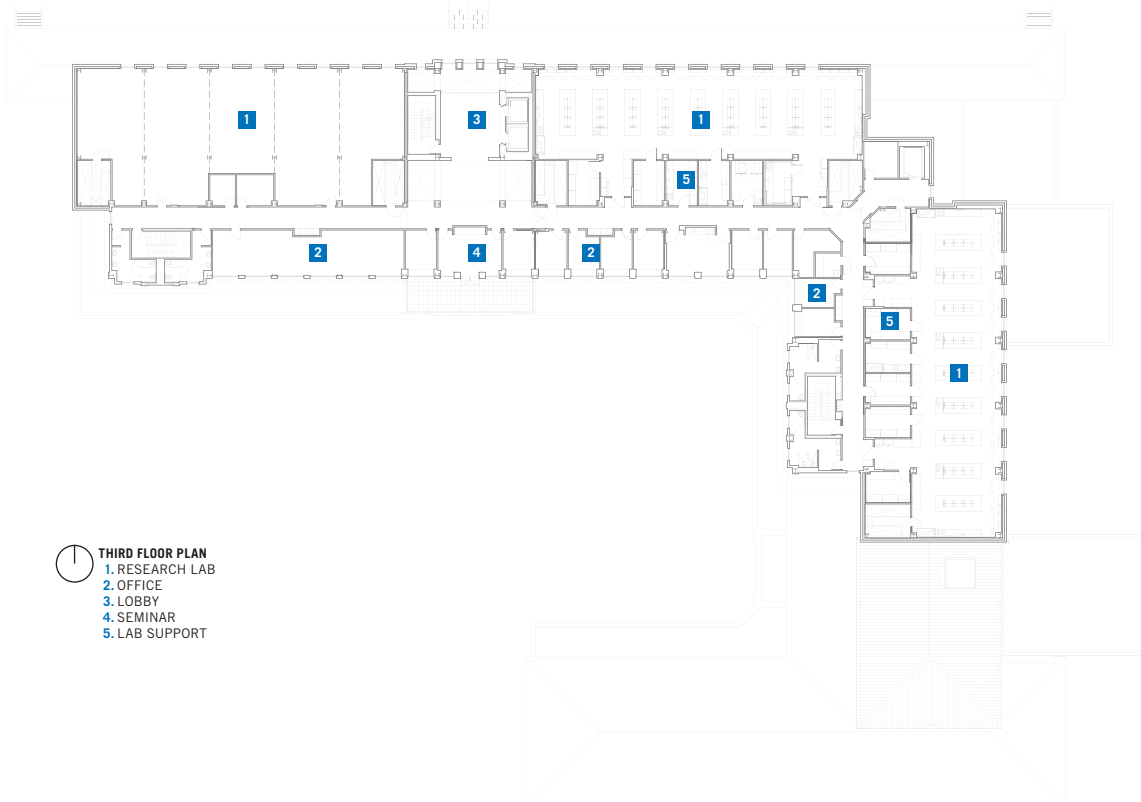 1
3
1
5
2
4
2
2
5
1
THIRD FLOOR PLAN
1. RESEARCH LAB
2. OFFICE
3. LOBBY
4. SEMINAR
5. LAB SUPPORT